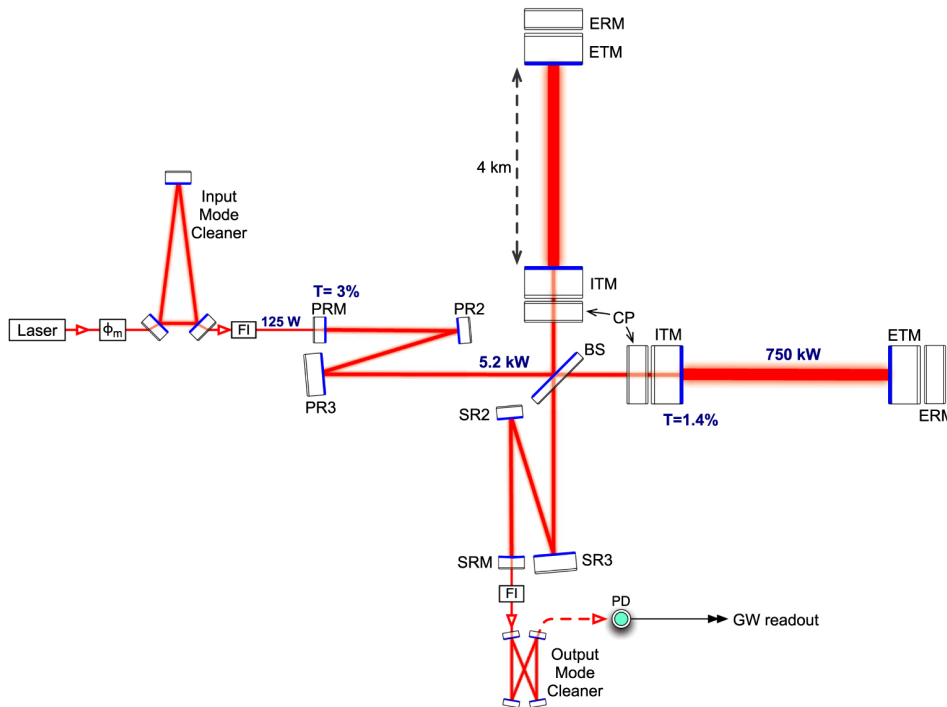 ERM
ETM
4 km
Input
Mode
Cleaner
ITM
T= 3%
PRM
PR2
CP
Laser
ϕm
FI
125 W
BS
ITM
ETM
5.2 kW
750 kW
PR3
SR2
T=1.4%
ERM
SRM
SR3
FI
PD
GW readout
Output
Mode
Cleaner